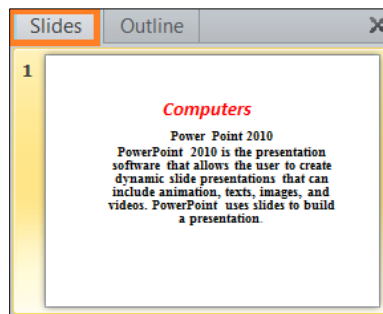 Slides Outline
1
Computers
Power Point 2010
PowerPoint 2010 is the presentation
software that allows the user to create
dynamic slide presentations that can
include animation, texts, images, and
videos. PowerPoint uses slides to build
a presentation.